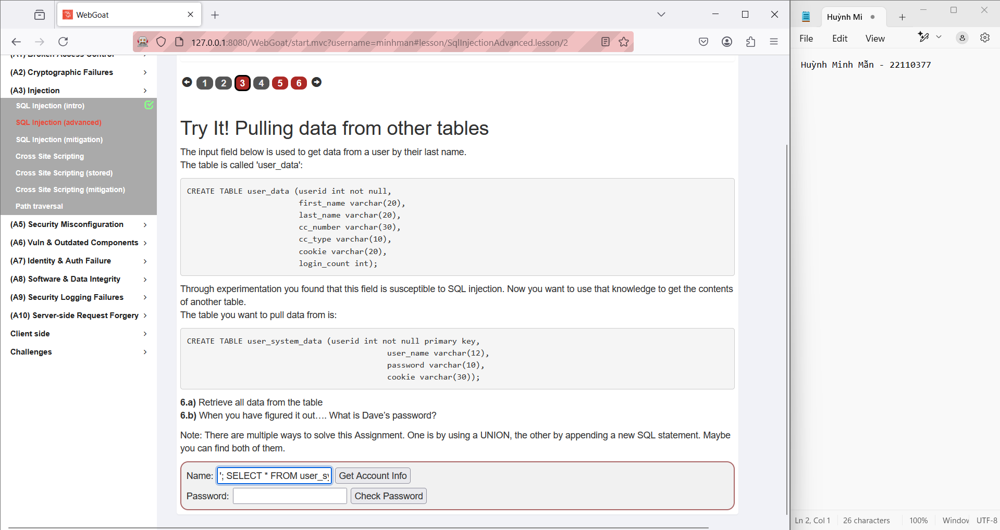 WebGoat
127.0.0.1:8080/WebGoat/start.mvc?username=minhman#lesson/SqlInjectionAdvanced.lesson/2
(A1) Broken Access Control
(A2) Cryptographic Failures
(A3) Injection
SQL Injection (intro)
SQL Injection (advanced)
SQL Injection (mitigation)
Cross Site Scripting
Cross Site Scripting (stored)
Cross Site Scripting (mitigation)
Path traversal
(A5) Security Misconfiguration
(A6) Vuln & Outdated Components
(A7) Identity & Auth Failure
(A8) Software & Data Integrity
(A9) Security Logging Failures
(A10) Server-side Request Forgery
Client side
Challenges
1 2 3 4 5 6
Try It! Pulling data from other tables
The input field below is used to get data from a user by their last name.
The table is called 'user_data':
CREATE TABLE user_data (userid int not null,
first_name varchar(20),
last_name varchar(20),
cc_number varchar(30),
cc_type varchar(10),
cookie varchar(20),
login_count int);
Through experimentation you found that this field is susceptible to SQL injection. Now you want to use that knowledge to get the contents
of another table.
The table you want to pull data from is:
CREATE TABLE user_system_data (userid int not null primary key,
user_name varchar(12),
password varchar(10),
cookie varchar(30));
6.a) Retrieve all data from the table
6.b) When you have figured it out…. What is Dave’s password?
Note: There are multiple ways to solve this Assignment. One is by using a UNION, the other by appending a new SQL statement. Maybe
you can find both of them.
Name: '; SELECT * FROM user_sy Get Account Info
Password: Check Password
Huỳnh Mi
File Edit View
Huỳnh Minh Mẫn - 22110377
Ln 2, Col 1 26 characters 100% Window UTF-8